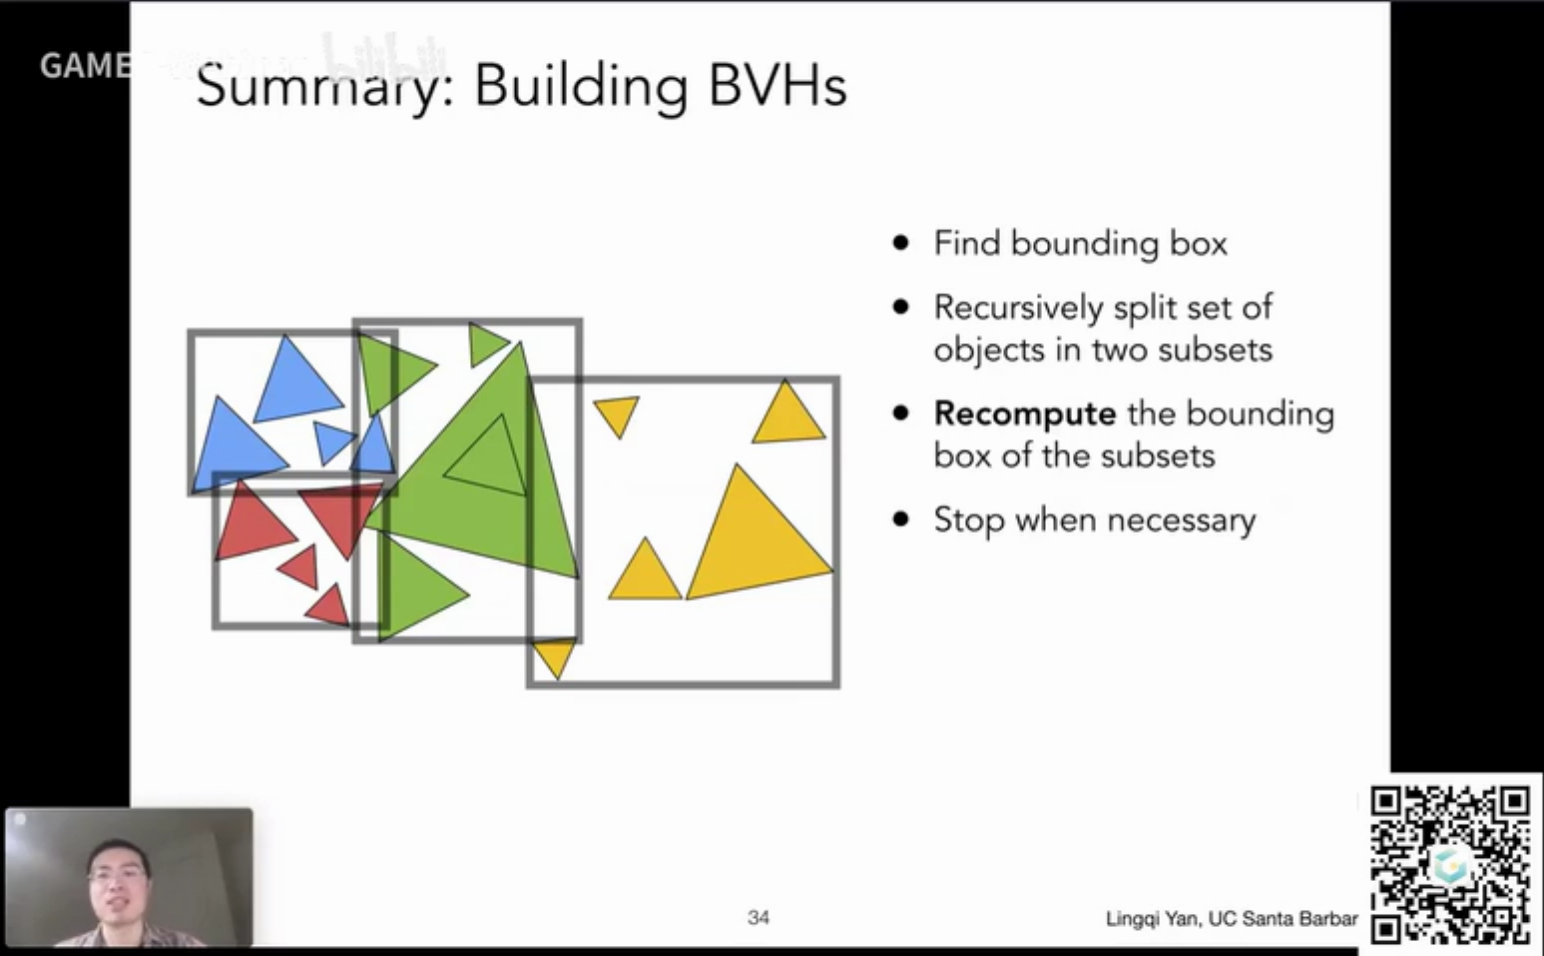 GAME
bilibili
Summary: Building BVHs
● Find bounding box
● Recursively split set of
objects in two subsets
● Recompute the bounding
box of the subsets
● Stop when necessary
34
Lingqi Yan, UC Santa Barbar